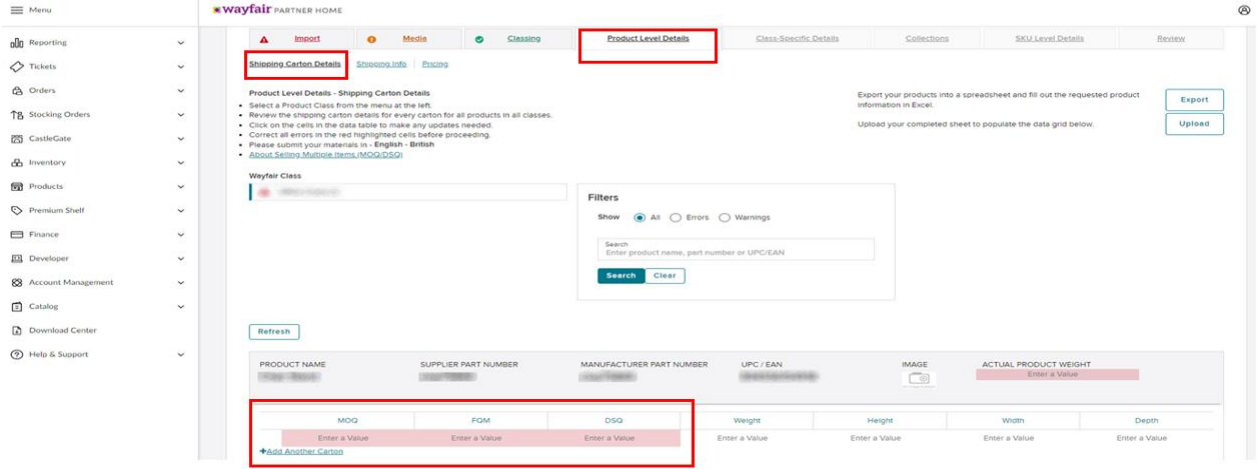 Menu
wayfair PARTNER HOME
Reporting
Tickets
Orders
Stocking Orders
CastleGate
Inventory
Products
Premium Shelf
Finance
Developer
Account Management
Catalog
Download Center
Help & Support
Import Media Classing Product Level Details Class-Specific Details Collections SKU Level Details Review
Shipping Carton Details Shipping Info Pricing
Product Level Details - Shipping Carton Details
• Select a Product Class from the menu at the left.
• Review the shipping carton details for every carton for all products in all classes.
• Click on the cells in the data table to make any updates needed.
• Correct all errors in the red highlighted cells before proceeding.
• Please submit your materials in - English - British
• About Selling Multiple Items (MOQ/DSQ)
Export your products into a spreadsheet and fill out the requested product
information in Excel.
Upload your completed sheet to populate the data grid below.
Export
Upload
Wayfair Class
Filters
Show All Errors Warnings
Search
Enter product name, part number or UPC/EAN
Search Clear
Refresh
PRODUCT NAME SUPPLIER PART NUMBER MANUFACTURER PART NUMBER UPC / EAN IMAGE ACTUAL PRODUCT WEIGHT
Enter a Value
MOQ FQM DSQ Weight Height Width Depth
Enter a Value Enter a Value Enter a Value Enter a Value Enter a Value Enter a Value Enter a Value
+Add Another Carton